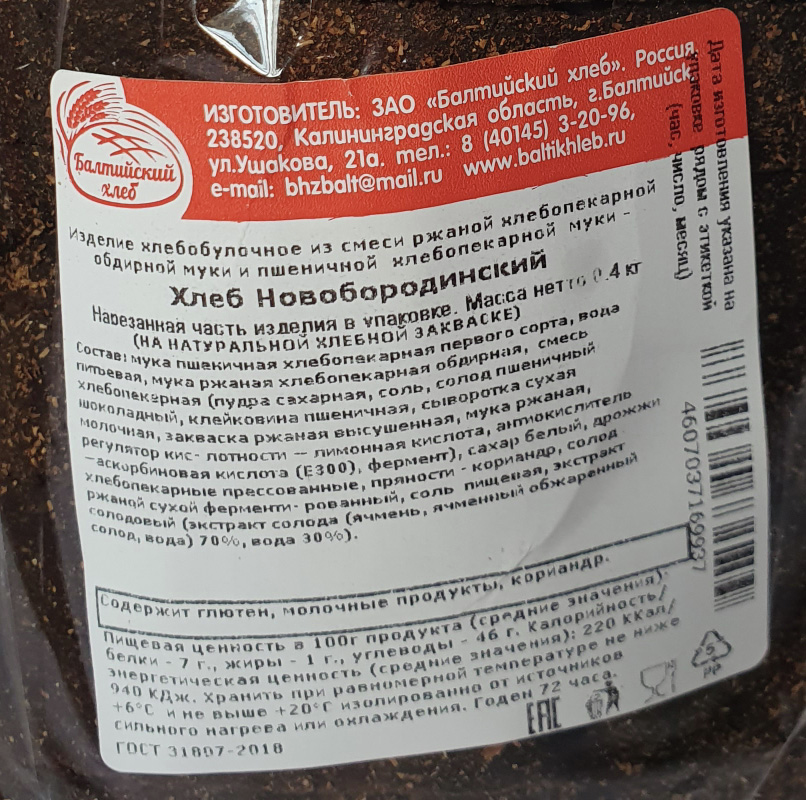 Балтийский
хлеб
ИЗГОТОВИТЕЛЬ: ЗАО «Балтийский хлеб». Россия,
238520, Калининградская область, г.Балтийск,
ул.Ушакова, 21а. тел.: 8 (40145) 3-20-96,
e-mail: bhzbalt@mail.ru www.baltikhleb.ru
Изделие хлебобулочное из смеси ржаной хлебопекарной
обдирной муки и пшеничной хлебопекарной муки -
Хлеб Новобородинский
Нарезанная часть изделия в упаковке. Масса нетто 0.4 кг
(НА НАТУРАЛЬНОЙ ХЛЕБНОЙ ЗАКВАСКЕ)
Состав: мука пшеничная хлебопекарная первого сорта, вода
питьевая, мука ржаная хлебопекарная обдирная, смесь
хлебопекарная (пудра сахарная, соль, солод пшеничный
шоколадный, клейковина пшеничная, сыворотка сухая
молочная, закваска ржаная высушенная, мука ржаная,
регулятор кис- лотности — лимонная кислота, антиокислитель
—аскорбиновая кислота (Е300), фермент), сахар белый, дрожжи
хлебопекарные прессованные, пряности - кориандр, солод
ржаной сухой ферменти- рованный, соль пищевая, экстракт
солодовый (экстракт солода (ячмень, ячменный обжаренный
солод, вода) 70%, вода 30%).
Содержит глютен, молочные продукты, кориандр.
Пищевая ценность в 100г продукта (средние значения):
белки - 7 г., жиры - 1 г., углеводы - 46 г. Калорийность/
энергетическая ценность (средние значения): 220 ККал/
940 КДж. Хранить при равномерной температуре не ниже
+6°С и не выше +20°С изолированно от источников
сильного нагрева или охлаждения. Годен 72 часа.
ГОСТ 31807-2018
ЕАС
5
PP
Дата изготовления указана на
упаковке рядом с этикеткой
(час, число, месяц)
4607037169937